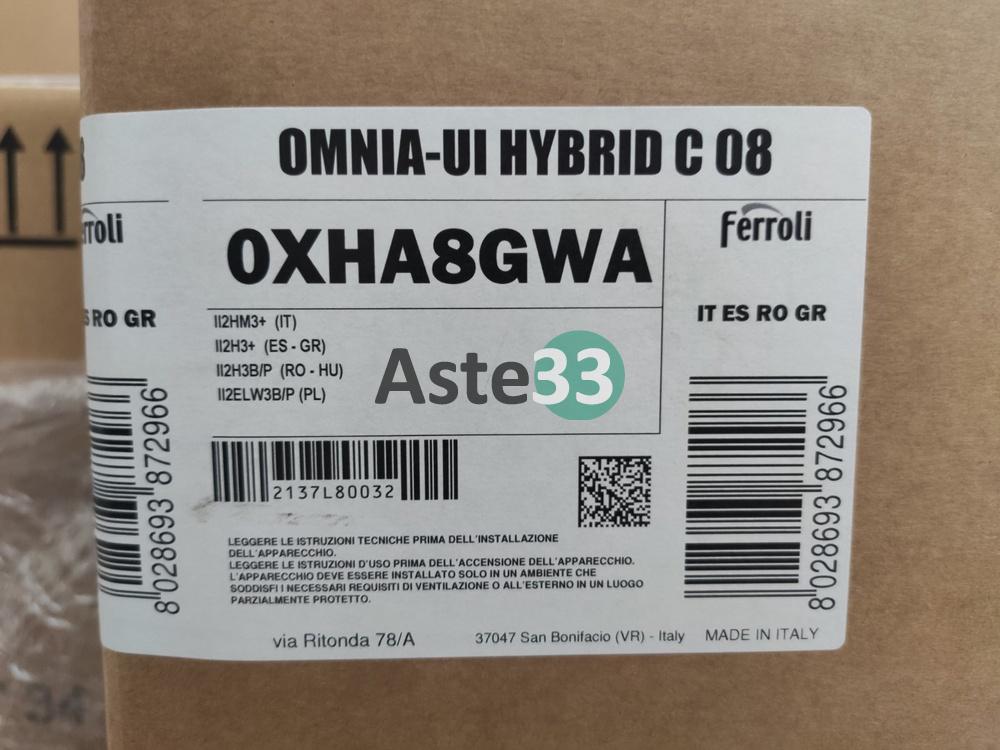 OMNIA-UI HYBRID C 08
0XHA8GWA
Ferroli
IT ES RO GR
II2HM3+ (IT)
II2H3+ (ES - GR)
II2H3B/P (RO - HU)
II2ELW3B/P (PL)
Aste33
2137L80032
8 028693 872966
LEGGERE LE ISTRUZIONI TECNICHE PRIMA DELL'INSTALLAZIONE
DELL'APPARECCHIO.
LEGGERE LE ISTRUZIONI D'USO PRIMA DELL'ACCENSIONE DELL'APPARECCHIO.
L'APPARECCHIO DEVE ESSERE INSTALLATO SOLO IN UN AMBIENTE CHE
SODDISFI I NECESSARI REQUISITI DI VENTILAZIONE O ALL'ESTERNO IN UN LUOGO
PARZIALMENTE PROTETTO.
via Ritonda 78/A 37047 San Bonifacio (VR) - Italy MADE IN ITALY
8
rroli
S RO GR
8 028693 872966
34